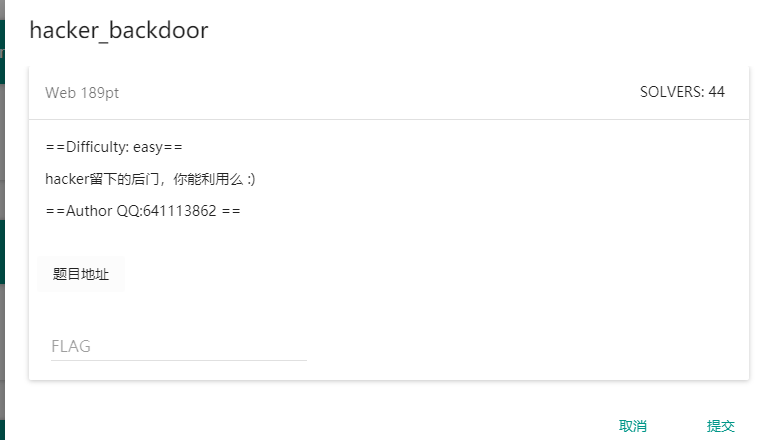 hacker_backdoor
Web 189pt
SOLVERS: 44
==Difficulty: easy==
hacker留下的后门，你能利用么 :)
==Author QQ:641113862 ==
题目地址
FLAG
取消 提交